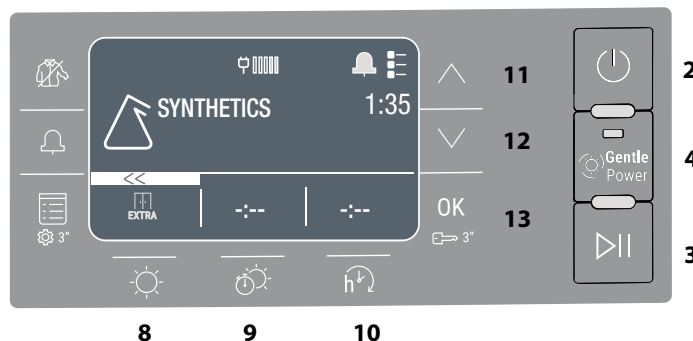 2
11
SYNTHETICS 1:35
12
Gentle
Power
4
<<
EXTRA -:-- -:--
OK
13
3"
3"
h
3
8 9 10